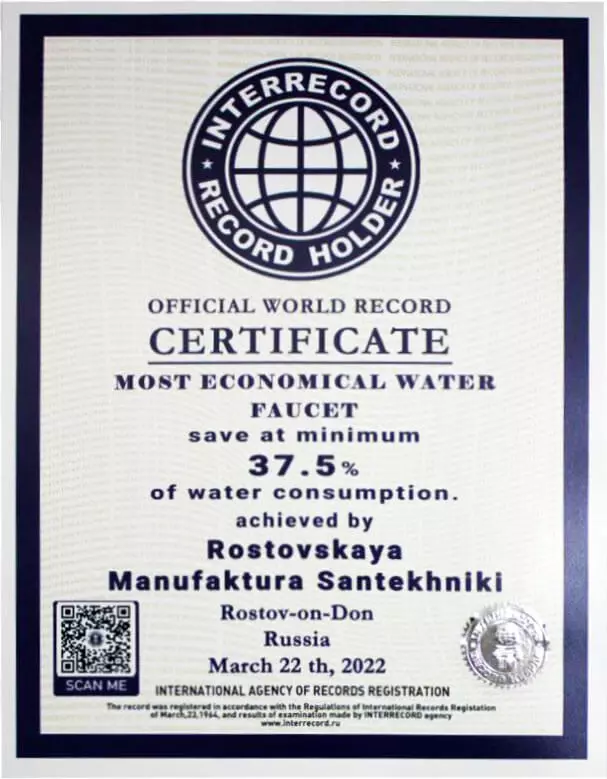 INTERRECORD
RECORD HOLDER
OFFICIAL WORLD RECORD
CERTIFICATE
MOST ECONOMICAL WATER
FAUCET
save at minimum
37.5%
of water consumption.
achieved by
Rostovskaya
Manufaktura Santekhniki
Rostov-on-Don
Russia
March 22 th, 2022
SCAN ME
INTERNATIONAL AGENCY OF RECORDS REGISTRATION
The record was registered in accordance with the Regulations of International Records Registation
of March,23,1964, and results of examination made by INTERRECORD agency
www.interrecord.ru